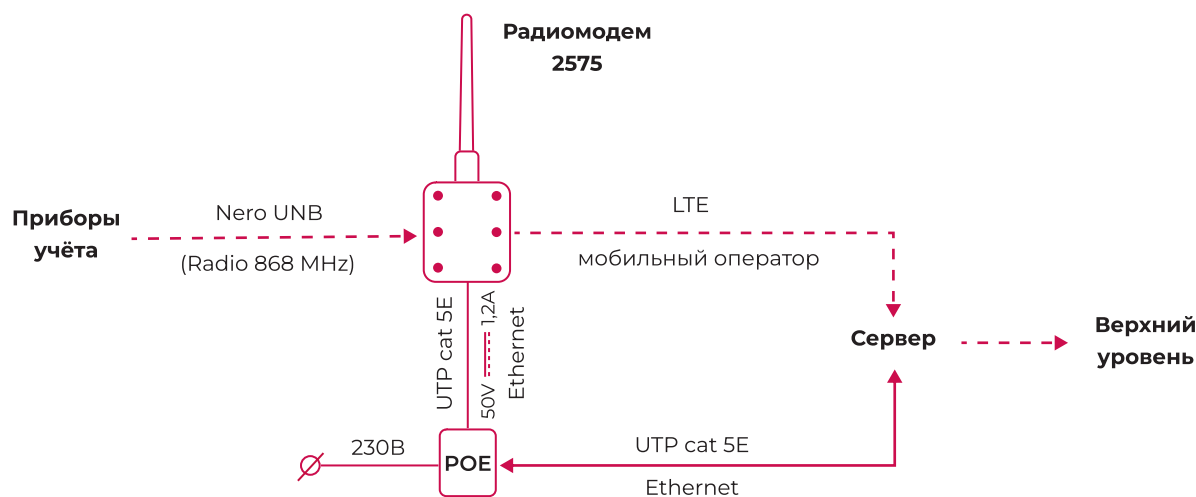 Радиомодем
2575
Приборы
учёта
Nero UNB
(Radio 868 MHz)
LTE
мобильный оператор
UTP cat 5E
50V 1,2A
Ethernet
Сервер
Верхний
уровень
230В
POE
UTP cat 5E
Ethernet